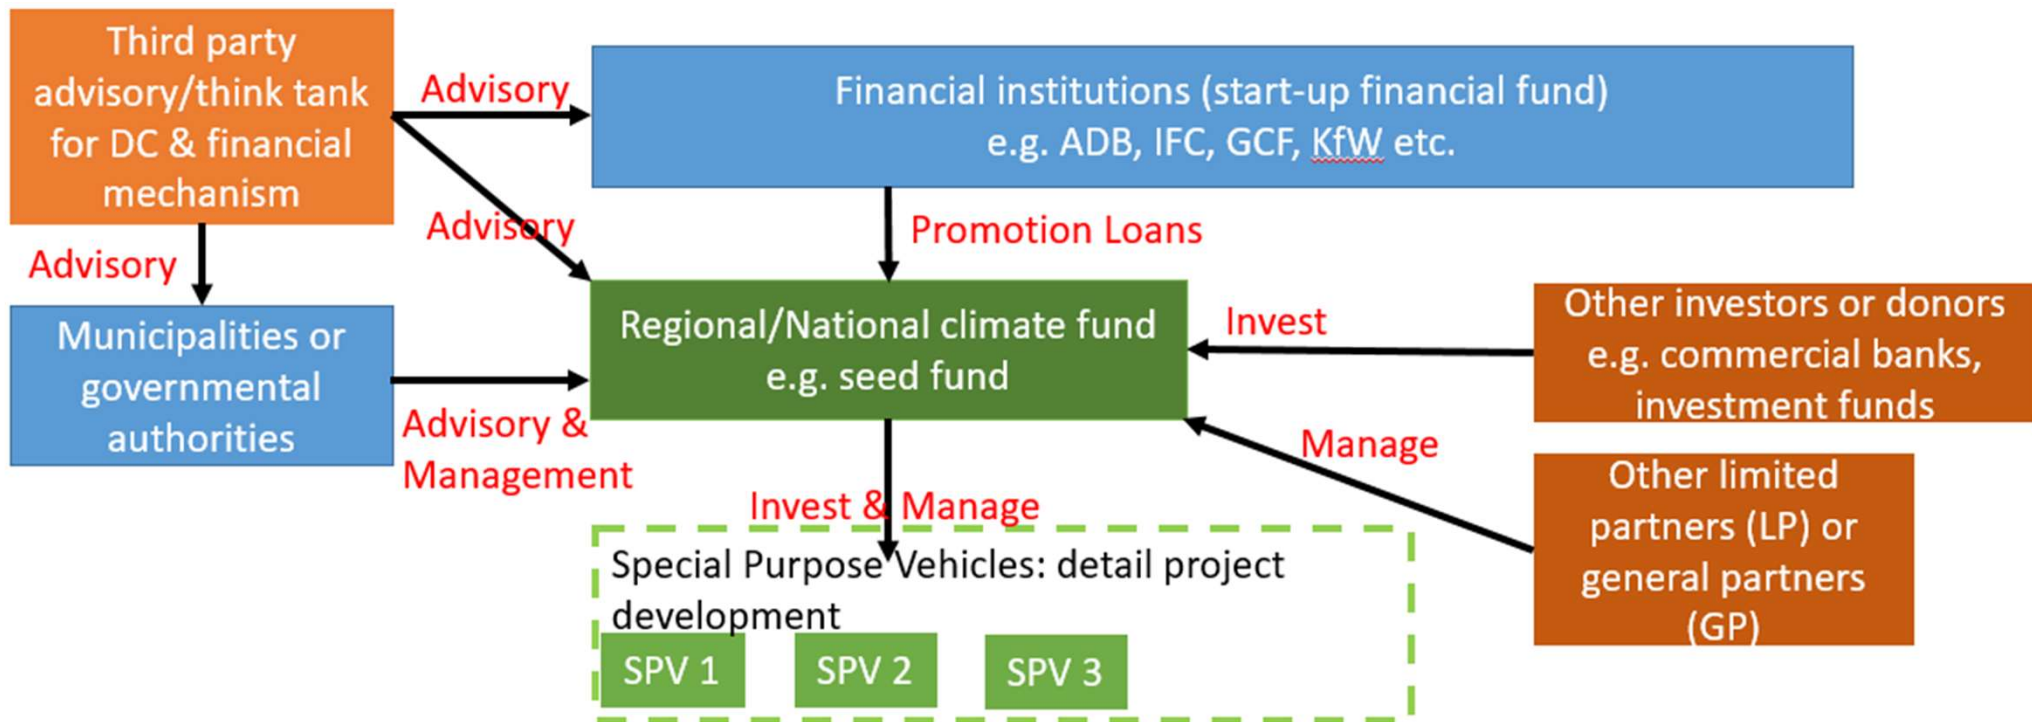 Third party
advisory/think tank
for DC & financial
mechanism
Advisory
Financial institutions (start-up financial fund)
e.g. ADB, IFC, GCF, KfW etc.
Advisory
Advisory
Promotion Loans
Municipalities or
governmental
authorities
Advisory &
Management
Regional/National climate fund
e.g. seed fund
Invest
Other investors or donors
e.g. commercial banks,
investment funds
Manage
Other limited
partners (LP) or
general partners
(GP)
Invest & Manage
Special Purpose Vehicles: detail project
development
SPV 1
SPV 2
SPV 3